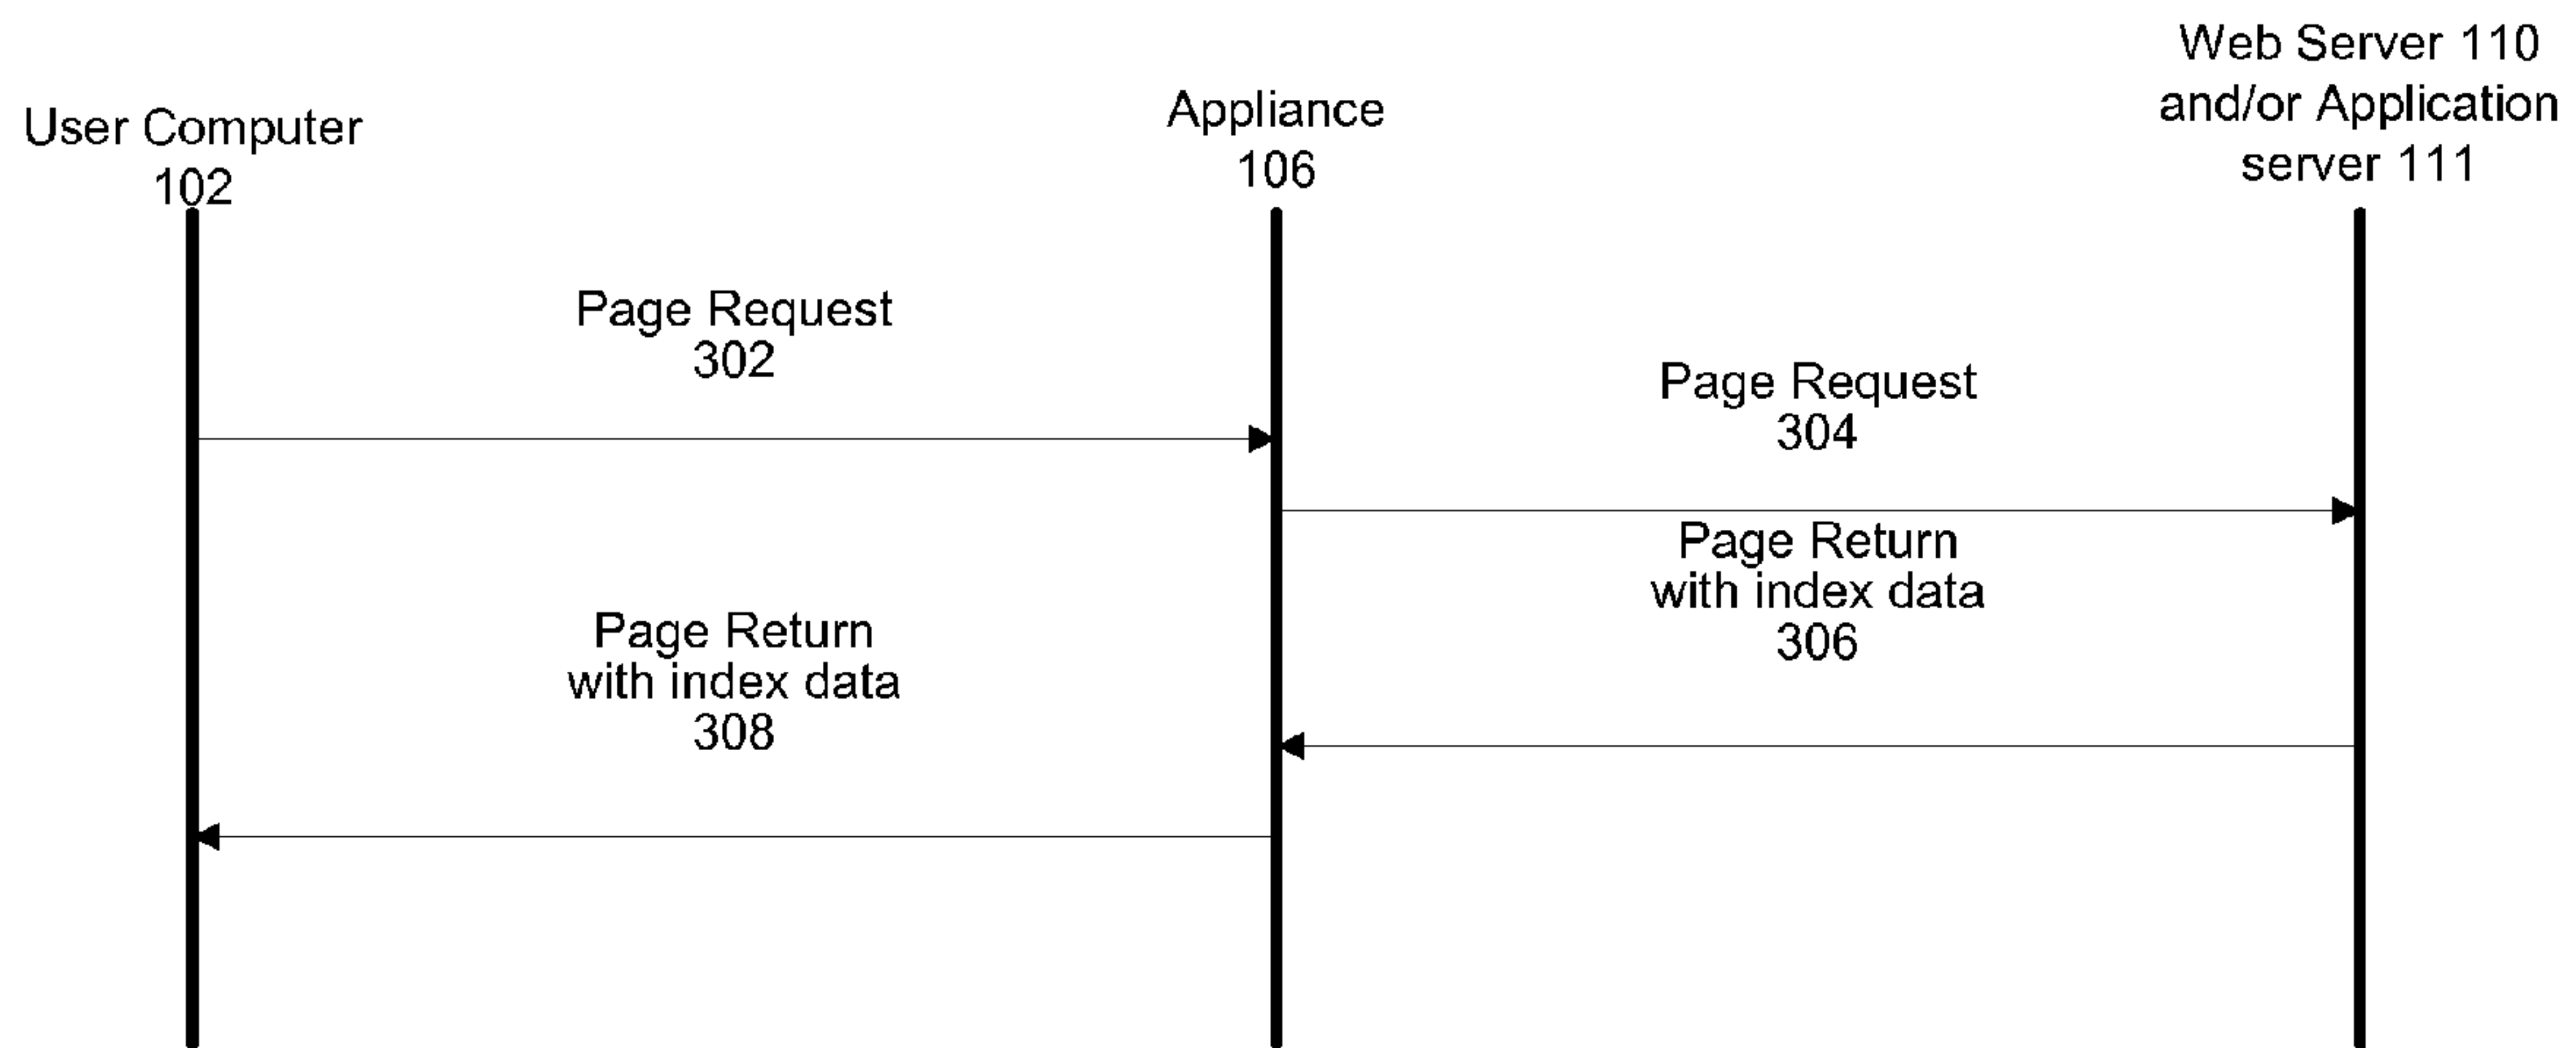 User Computer
102
Appliance
106
Web Server 110
and/or Application
server 111
Page Request
302
Page Request
304
Page Return
with index data
306
Page Return
with index data
308